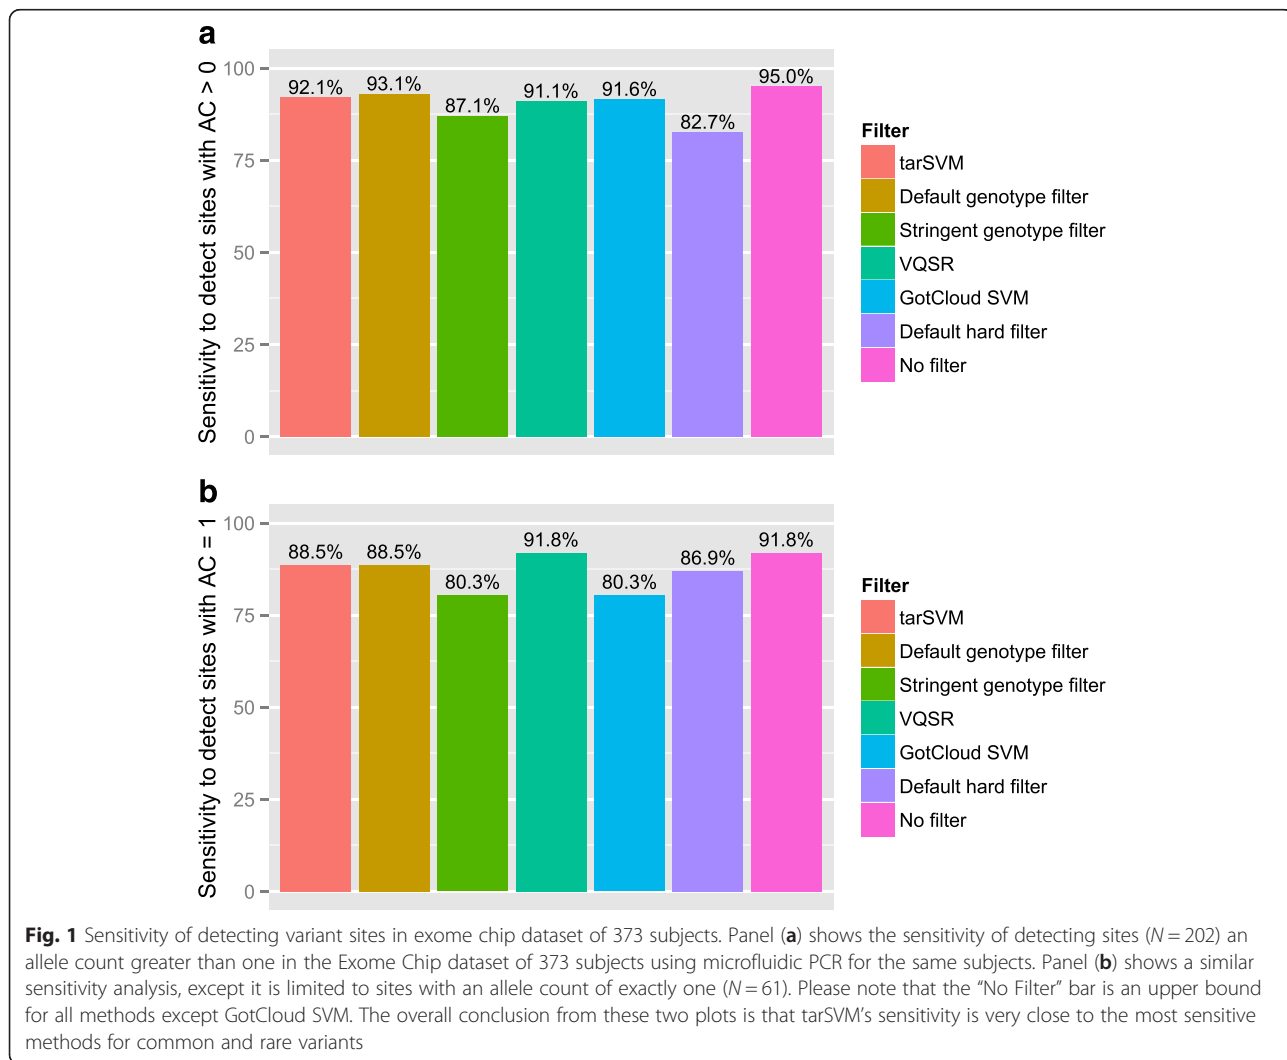 a
Sensitivity to detect sites with AC > 0
100
75
50
25
0
92.1%
93.1%
87.1%
91.1%
91.6%
82.7%
95.0%
Filter
tarSVM
Default genotype filter
Stringent genotype filter
VQSR
GotCloud SVM
Default hard filter
No filter
b
Sensitivity to detect sites with AC = 1
100
75
50
25
0
88.5%
88.5%
80.3%
91.8%
80.3%
86.9%
91.8%
Filter
tarSVM
Default genotype filter
Stringent genotype filter
VQSR
GotCloud SVM
Default hard filter
No filter
Fig. 1 Sensitivity of detecting variant sites in exome chip dataset of 373 subjects. Panel (a) shows the sensitivity of detecting sites (N = 202) an
allele count greater than one in the Exome Chip dataset of 373 subjects using microfluidic PCR for the same subjects. Panel (b) shows a similar
sensitivity analysis, except it is limited to sites with an allele count of exactly one (N = 61). Please note that the “No Filter” bar is an upper bound
for all methods except GotCloud SVM. The overall conclusion from these two plots is that tarSVM’s sensitivity is very close to the most sensitive
methods for common and rare variants